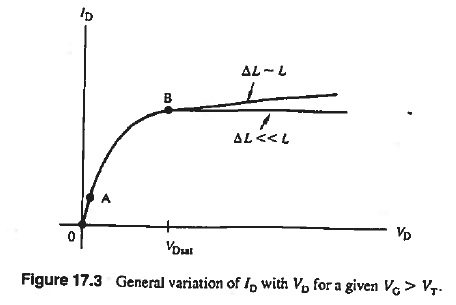 I_D
ΔL ~ L
B
ΔL << L
A
0
V_Dsat
V_D
Figure 17.3 General variation of I_D with V_D for a given V_G > V_T.